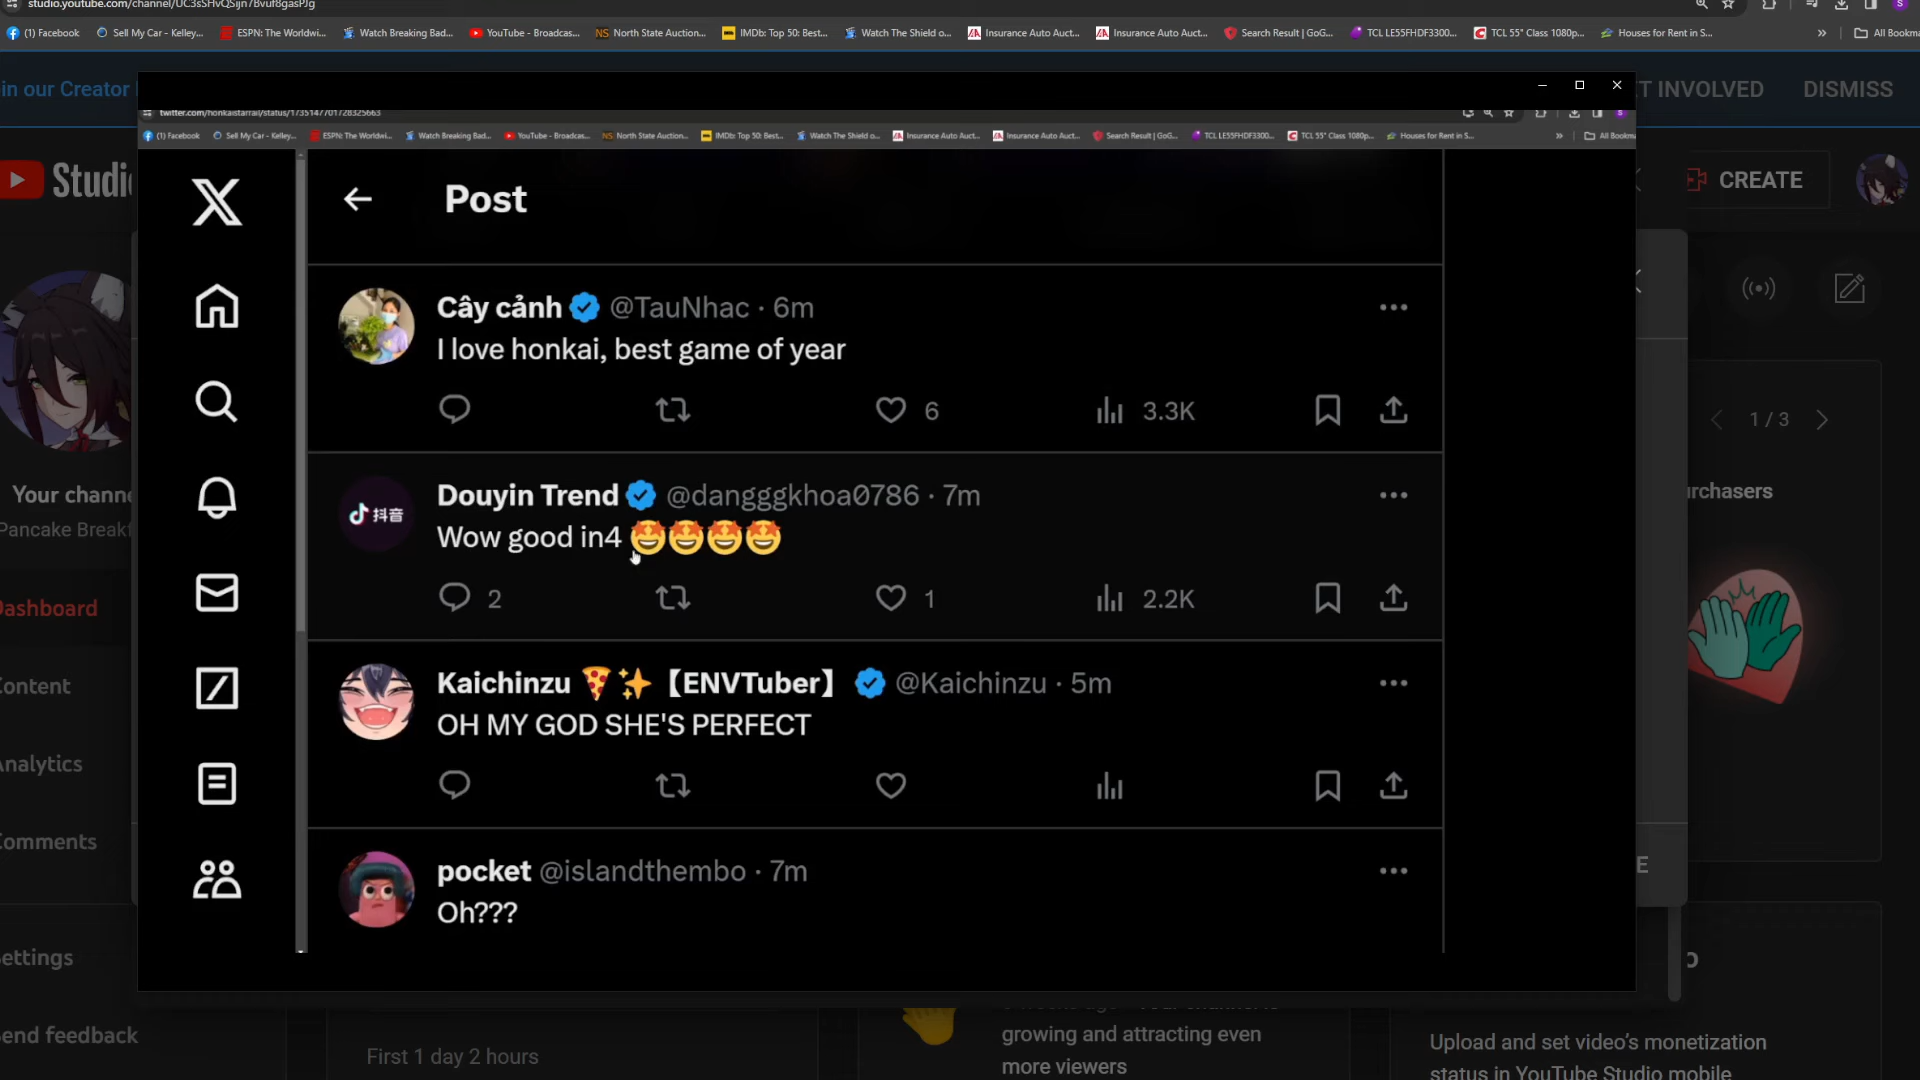 studio.youtube.com/channel/UC3sSHvQSijn7Bvuf8gasPJg
(1) Facebook Sell My Car - Kelley... ESPN: The Worldwi... Watch Breaking Bad... YouTube - Broadcas... North State Auction... IMDb: Top 50: Best... Watch The Shield o... Insurance Auto Auct... Insurance Auto Auct... Search Result | GoG... TCL LE55FHDF3300... TCL 55" Class 1080p... Houses for Rent in S... » All Bookma
in our Creator
T INVOLVED DISMISS
twitter.com/honkaistarrail/status/1735147701728325663
(1) Facebook Sell My Car - Kelley... ESPN: The Worldwi... Watch Breaking Bad... YouTube - Broadcas... North State Auction... IMDb: Top 50: Best... Watch The Shield o... Insurance Auto Auct... Insurance Auto Auct... Search Result | GoG... TCL LE55FHDF3300... TCL 55" Class 1080p... Houses for Rent in S... » All Bookma
Studi
CREATE
Post
Cây cảnh @TauNhac · 6m
I love honkai, best game of year
6 3.3K
1 / 3
Your channe
Pancake Breakf
抖音
Douyin Trend @dangggkhoa0786 · 7m
Wow good in4 🤩🤩🤩🤩
2 1 2.2K
urchasers
Dashboard
Content
Analytics
Comments
Settings
Send feedback
Kaichinzu 🍕✨【ENVTuber】 @Kaichinzu · 5m
OH MY GOD SHE'S PERFECT
pocket @islandthembo · 7m
Oh???
E
First 1 day 2 hours
growing and attracting even
more viewers
Upload and set video's monetization
status in YouTube Studio mobile